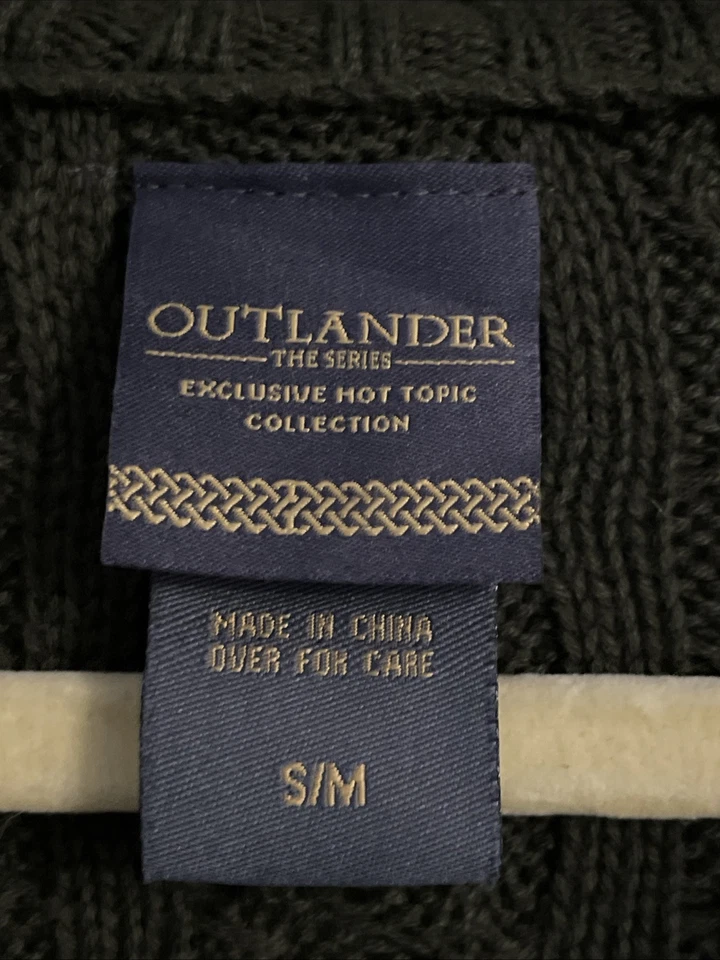 OUTLANDER
THE SERIES
EXCLUSIVE HOT TOPIC
COLLECTION
MADE IN CHINA
OVER FOR CARE
S/M